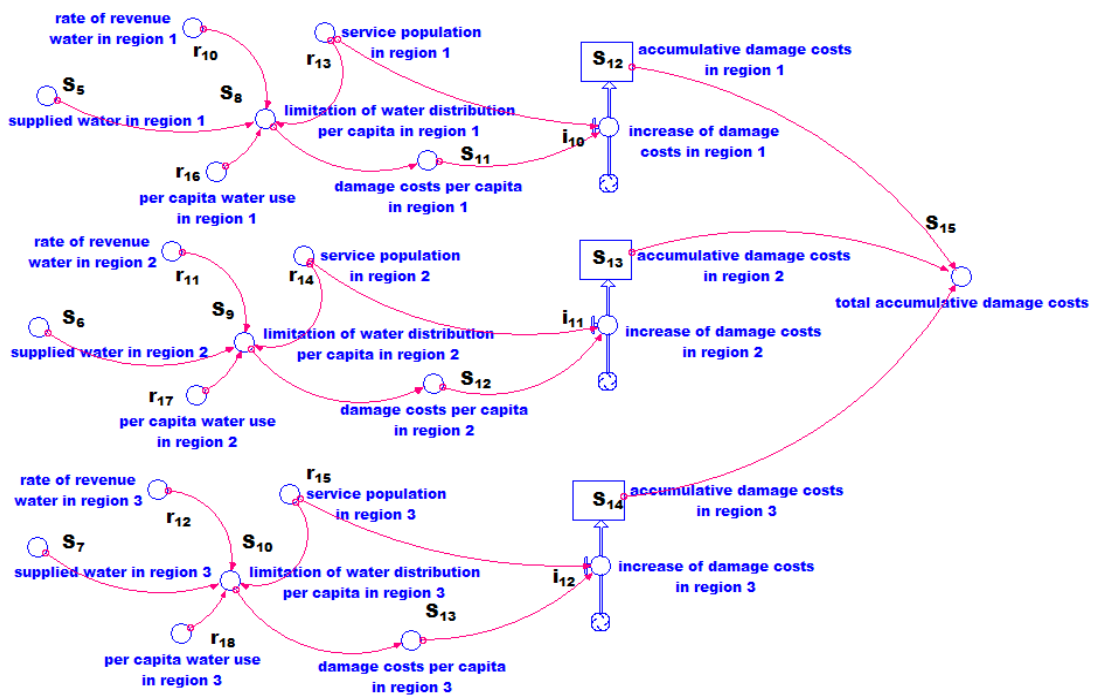 rate of revenue
water in region 1
r10
service population
in region 1
r13
S12
accumulative damage costs
in region 1
S5
supplied water in region 1
S8
limitation of water distribution
per capita in region 1
i10
increase of damage
costs in region 1
S11
r16
per capita water use
in region 1
damage costs per capita
in region 1
S15
total accumulative damage costs
rate of revenue
water in region 2
r11
service population
in region 2
r14
S13
accumulative damage costs
in region 2
S6
supplied water in region 2
S9
limitation of water distribution
per capita in region 2
i11
increase of damage costs
in region 2
S12
r17
per capita water use
in region 2
damage costs per capita
in region 2
rate of revenue
water in region 3
r12
r15
service population
in region 3
S14
accumulative damage costs
in region 3
S7
supplied water in region 3
S10
limitation of water distribution
per capita in region 3
i12
increase of damage costs
in region 3
S13
r18
per capita water use
in region 3
damage costs per capita
in region 3